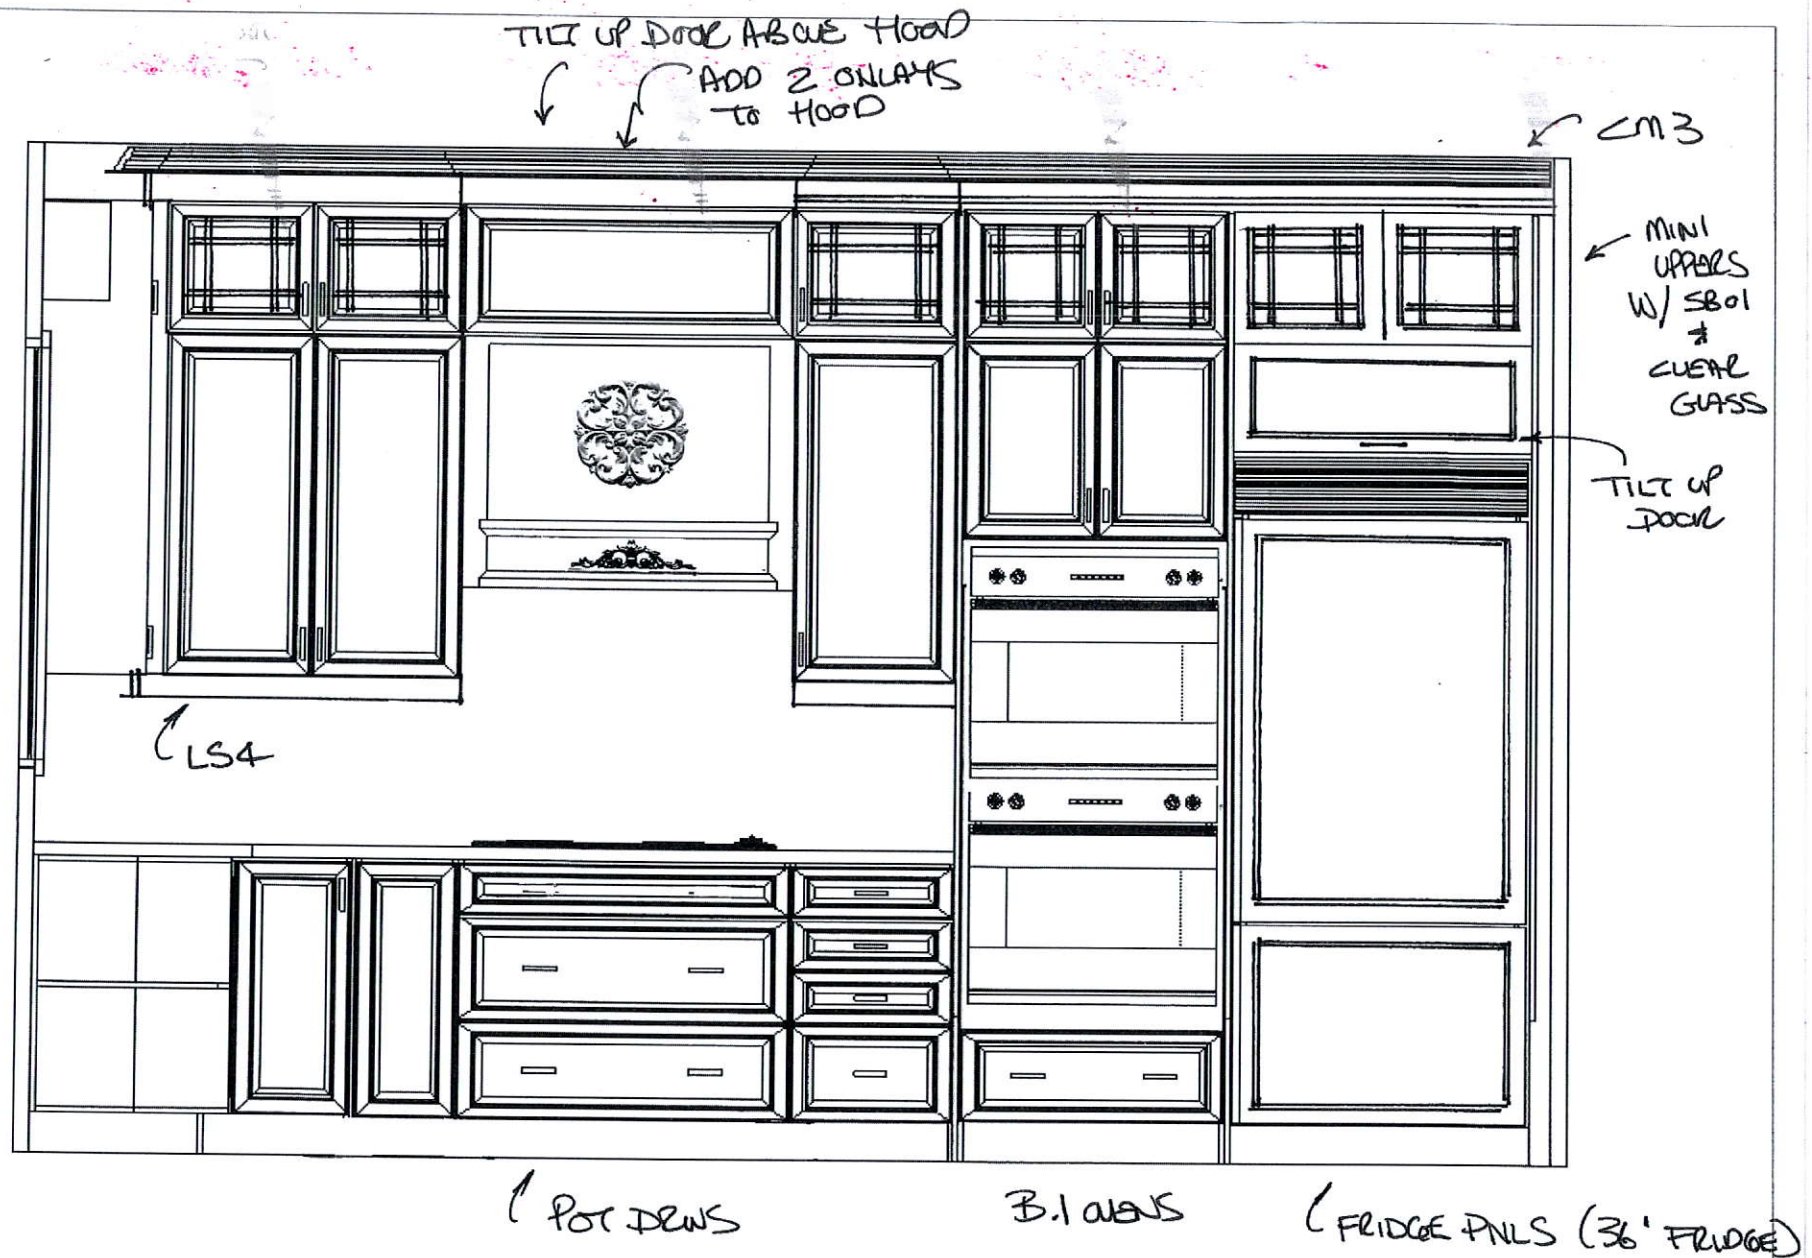 TILT UP DOOR ABOVE HOOD
ADD 2 ONLAYS
TO HOOD
CM3
MINI
UPPERS
W/ SB01
&
CLEAR
GLASS
TILT UP
DOOR
LS4
POT DRWS
B.I OVENS
FRIDGE PNLS (36' FRIDGE)